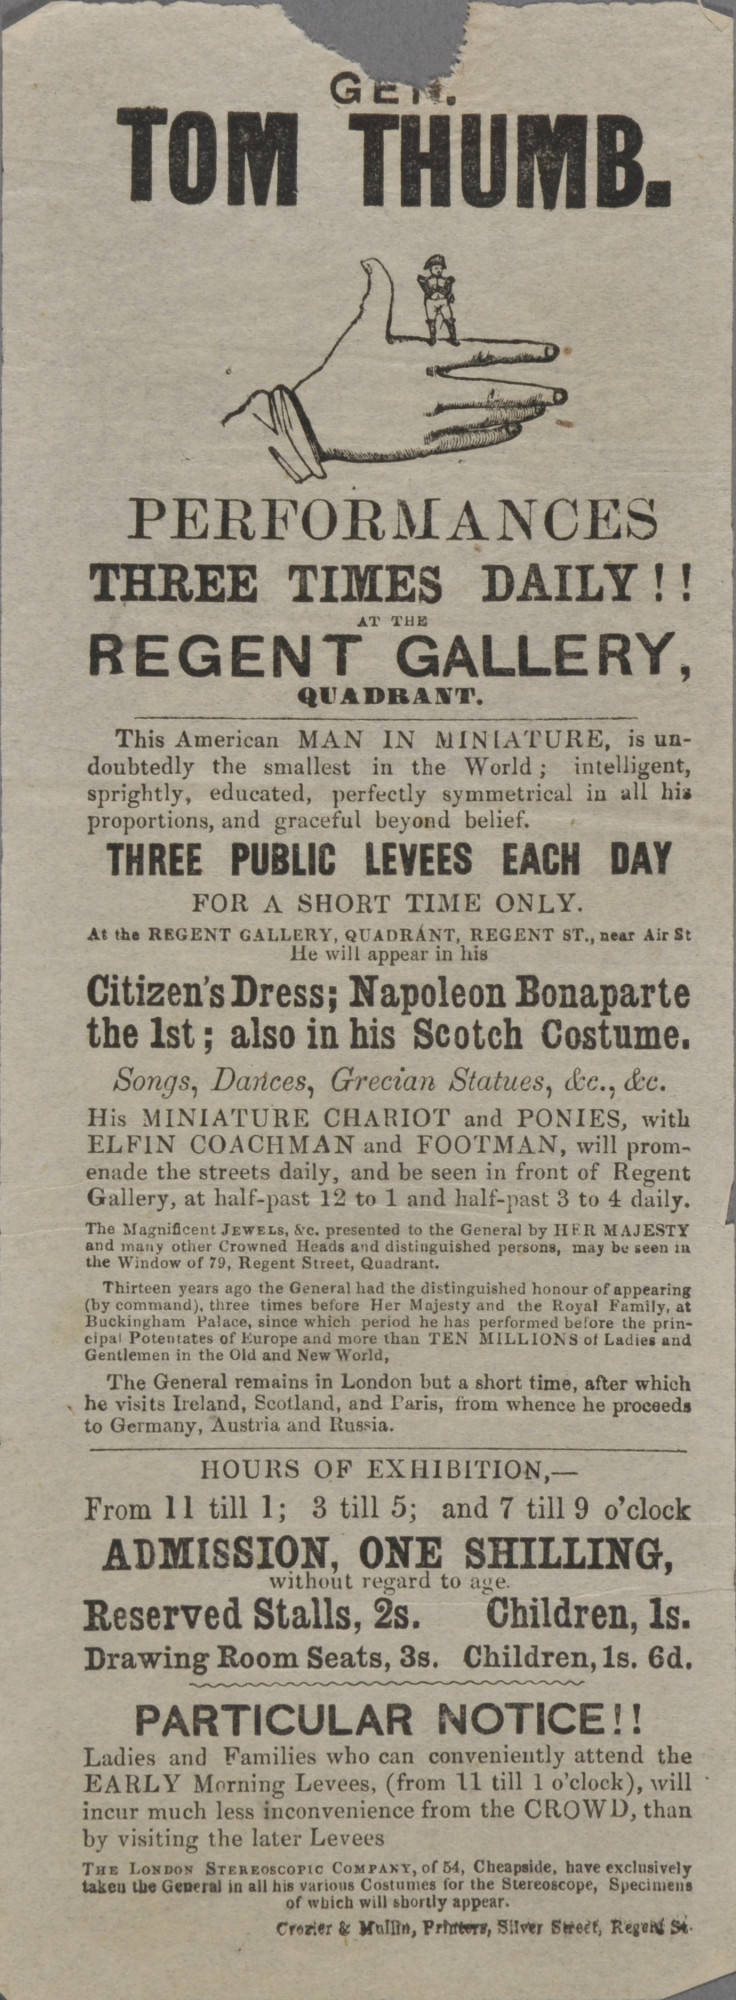 GEN.
TOM THUMB.
PERFORMANCES
THREE TIMES DAILY!!
AT THE
REGENT GALLERY,
QUADRANT.
This American MAN IN MINIATURE, is un-
doubtedly the smallest in the World; intelligent,
sprightly, educated, perfectly symmetrical in all his
proportions, and graceful beyond belief.
THREE PUBLIC LEVEES EACH DAY
FOR A SHORT TIME ONLY.
At the REGENT GALLERY, QUADRANT, REGENT ST., near Air St
He will appear in his
Citizen's Dress; Napoleon Bonaparte
the 1st; also in his Scotch Costume.
Songs, Dances, Grecian Statues, &c., &c.
His MINIATURE CHARIOT and PONIES, with
ELFIN COACHMAN and FOOTMAN, will prom-
enade the streets daily, and be seen in front of Regent
Gallery, at half-past 12 to 1 and half-past 3 to 4 daily.
The Magnificent JEWELS, &c. presented to the General by HER MAJESTY
and many other Crowned Heads and distinguished persons, may be seen in
the Window of 79, Regent Street, Quadrant.
Thirteen years ago the General had the distinguished honour of appearing
(by command), three times before Her Majesty and the Royal Family, at
Buckingham Palace, since which period he has performed before the prin-
cipal Potentates of Europe and more than TEN MILLIONS of Ladies and
Gentlemen in the Old and New World,
The General remains in London but a short time, after which
he visits Ireland, Scotland, and Paris, from whence he proceeds
to Germany, Austria and Russia.
HOURS OF EXHIBITION,—
From 11 till 1; 3 till 5; and 7 till 9 o'clock
ADMISSION, ONE SHILLING,
without regard to age.
Reserved Stalls, 2s. Children, 1s.
Drawing Room Seats, 3s. Children, 1s. 6d.
PARTICULAR NOTICE!!
Ladies and Families who can conveniently attend the
EARLY Morning Levees, (from 11 till 1 o'clock), will
incur much less inconvenience from the CROWD, than
by visiting the later Levees
THE LONDON STEREOSCOPIC COMPANY, of 54, Cheapside, have exclusively
taken the General in all his various Costumes for the Stereoscope, Specimens
of which will shortly appear.
Crozier & Mullin, Printers, Silver Street, Regent St.